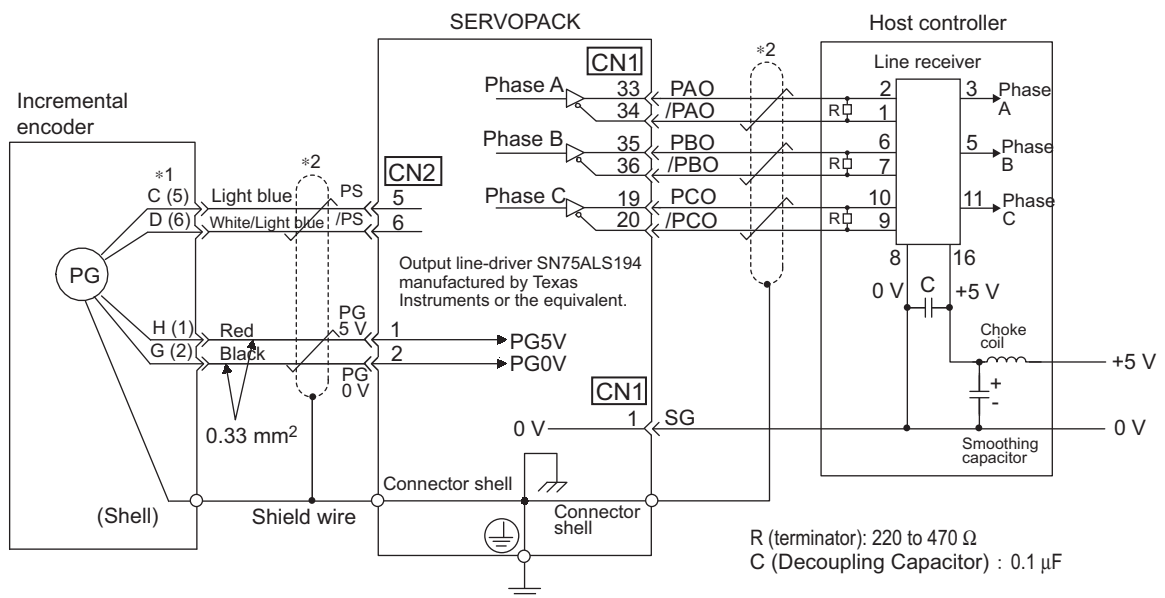 SERVOPACK
Host controller
*2
CN1
Line receiver
Phase A
33
PAO
2
3
Phase
A
34
/PAO
R
1
Incremental
encoder
Phase B
35
PBO
6
5
Phase
B
36
/PBO
R
7
*1
*2
CN2
C (5)
Light blue
PS
5
Phase C
19
PCO
10
11
Phase
C
D (6)
White/Light blue
/PS
6
20
/PCO
R
9
PG
Output line-driver SN75ALS194
manufactured by Texas
Instruments or the equivalent.
8
16
0 V
C
+5 V
H (1)
Red
PG
5 V
1
PG5V
G (2)
Black
PG
0 V
2
PG0V
Choke
coil
+5 V
+
-
CN1
0.33 mm2
0 V
1
SG
0 V
Smoothing
capacitor
Connector shell
(Shell)
Shield wire
Connector
shell
R (terminator): 220 to 470 Ω
C (Decoupling Capacitor) : 0.1 μF